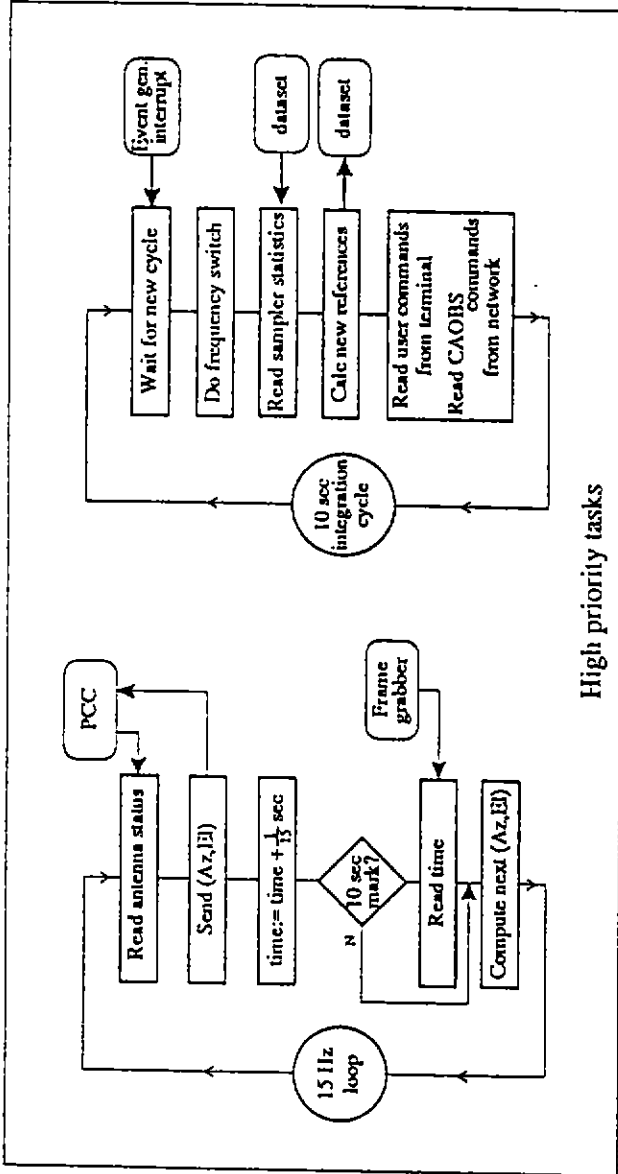 PCC
Read antenna status
Send (Az,El)
time:= time + 1/15 sec
10 sec
mark?
N
Read time
Compute next (Az,El)
Frame
grabber
15 Hz
loop
Event gen.
interrupt
Wait for new cycle
Do frequency switch
dataset
Read sampler statistics
dataset
Calc new references
Read user commands
from terminal
Read CAOBS commands
from network
10 sec
integration
cycle
High priority tasks